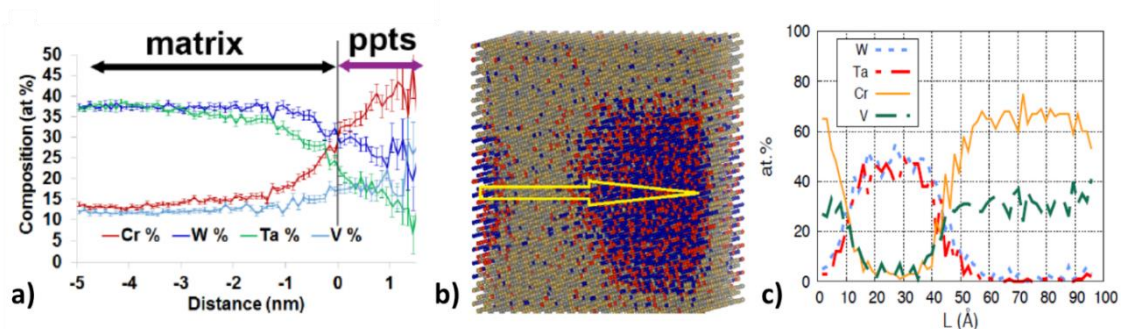 a)
matrix
ppts
Composition (at %)
50
45
40
35
30
25
20
15
10
5
0
Cr %
W %
Ta %
V %
-5
-4
-3
-2
-1
0
1
Distance (nm)
b)
c)
at.%
100
80
60
40
20
0
W
Ta
Cr
V
0 10 20 30 40 50 60 70 80 90 100
L (Å)